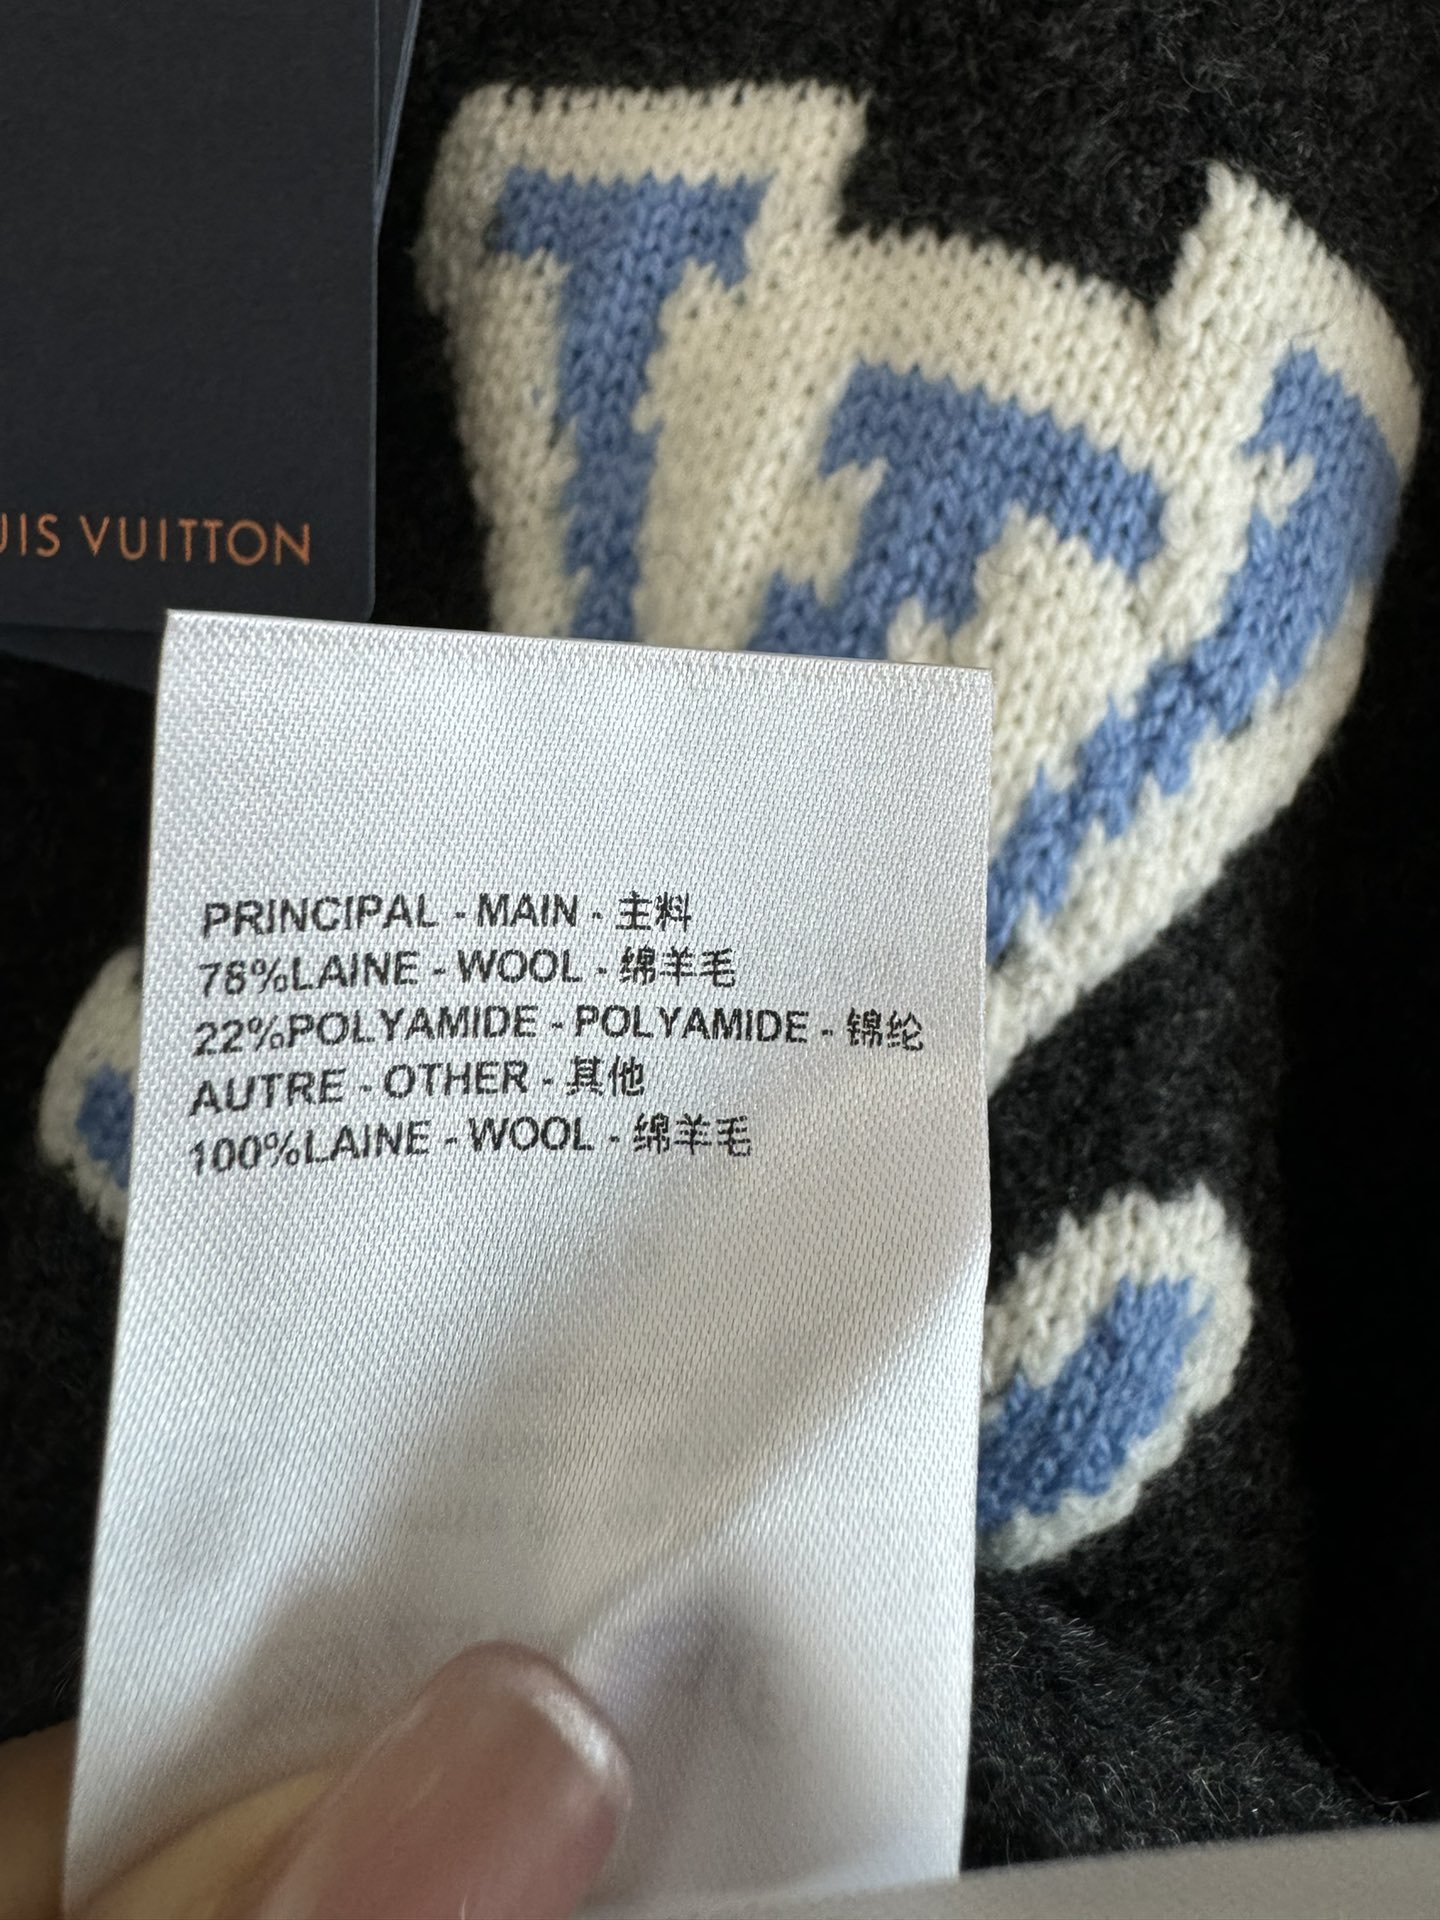 UIS VUITTON
PRINCIPAL - MAIN - 主料
78%LAINE - WOOL - 绵羊毛
22%POLYAMIDE - POLYAMIDE - 锦纶
AUTRE - OTHER - 其他
100%LAINE - WOOL - 绵羊毛